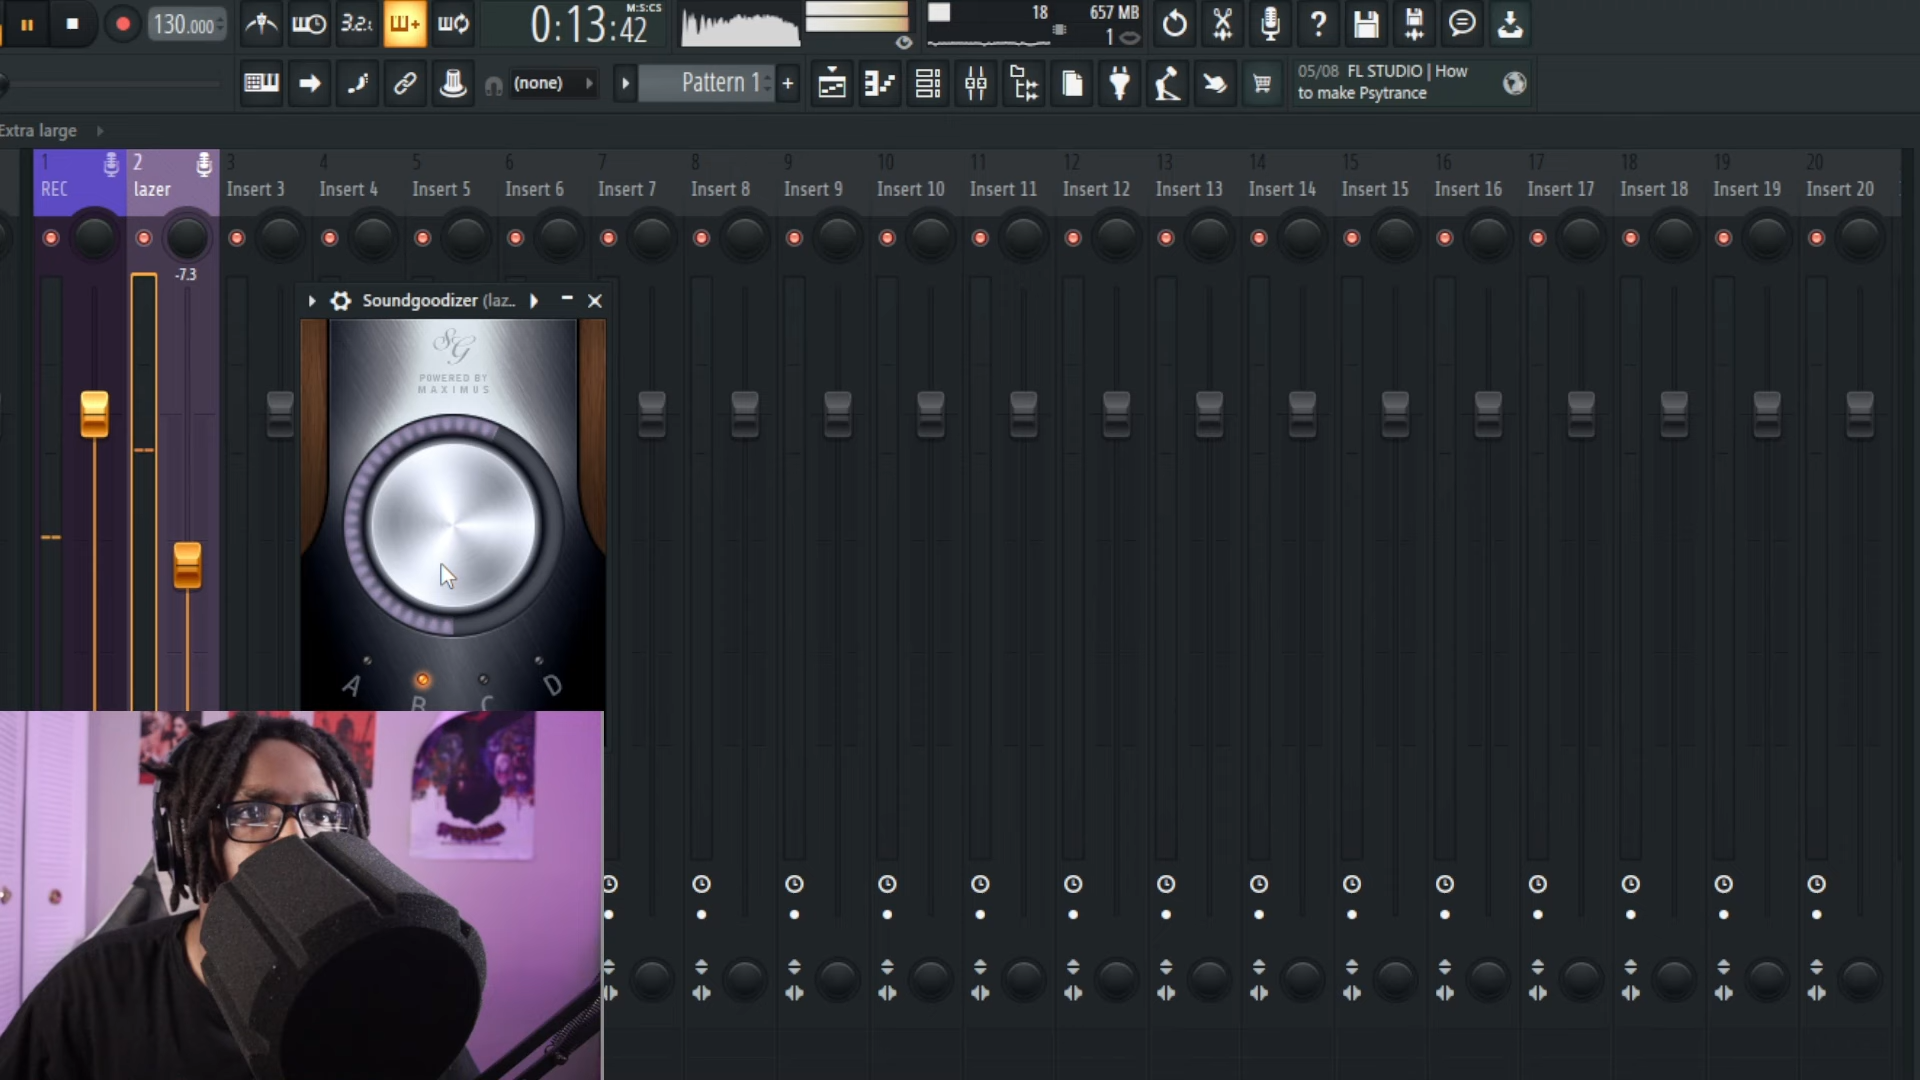 130.000
3.2.
0:13:42
M:S:CS
18
657 MB
1
(none)
Pattern 1
+
05/08 FL STUDIO | How
to make Psytrance
Extra large
1 2 3 4 5 6 7 8 9 10 11 12 13 14 15 16 17 18 19 20
REC lazer Insert 3 Insert 4 Insert 5 Insert 6 Insert 7 Insert 8 Insert 9 Insert 10 Insert 11 Insert 12 Insert 13 Insert 14 Insert 15 Insert 16 Insert 17 Insert 18 Insert 19 Insert 20
-7.3
Soundgoodizer (laz..
SG
POWERED BY
MAXIMUS
A B C D